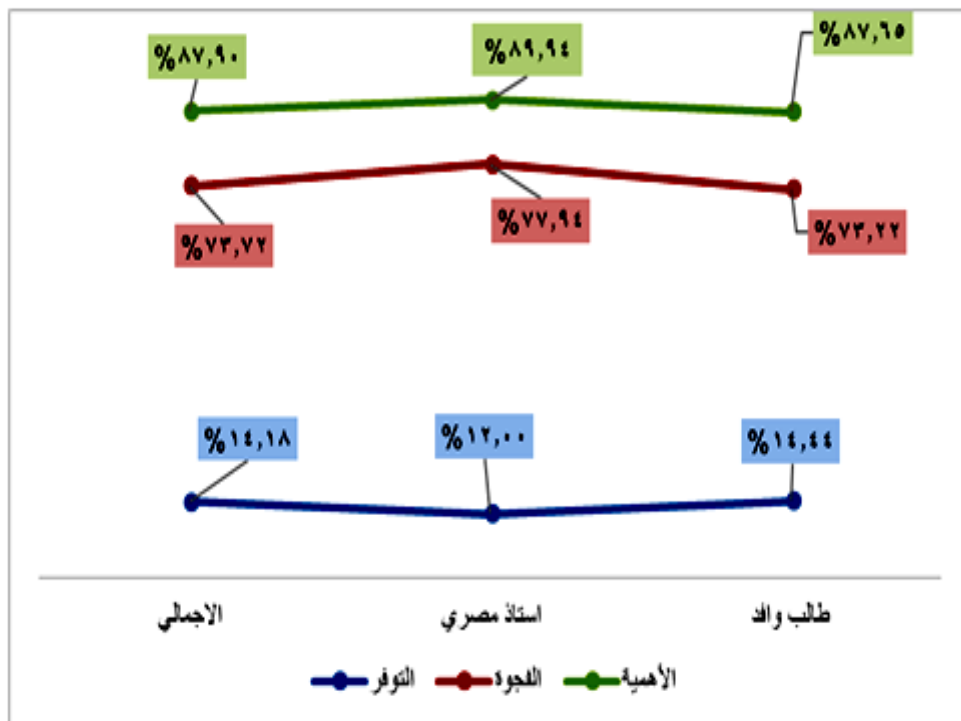 %٨٧,٦٥
%٨٩,٩٤
%٨٧,٩٠
%٧٣,٢٢
%٧٧,٩٤
%٧٣,٧٢
%١٤,٤٤
%١٢,٠٠
%١٤,١٨
طالب وافد
استاذ مصري
الاجمالي
الأهمية الفجوة التوفر